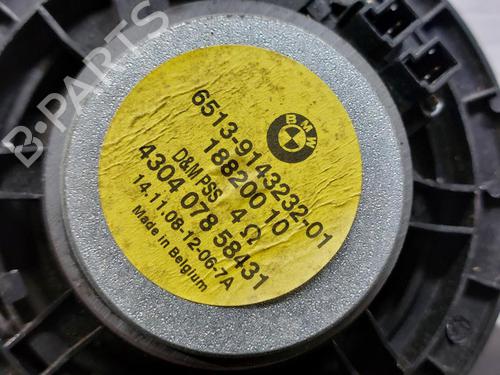 B-PARTS
BMW
6513-9143232-01
188200 10
D&M PSS 4 Ω
4304 078 58431
14.11.08-12-06-7A
Made in Belgium